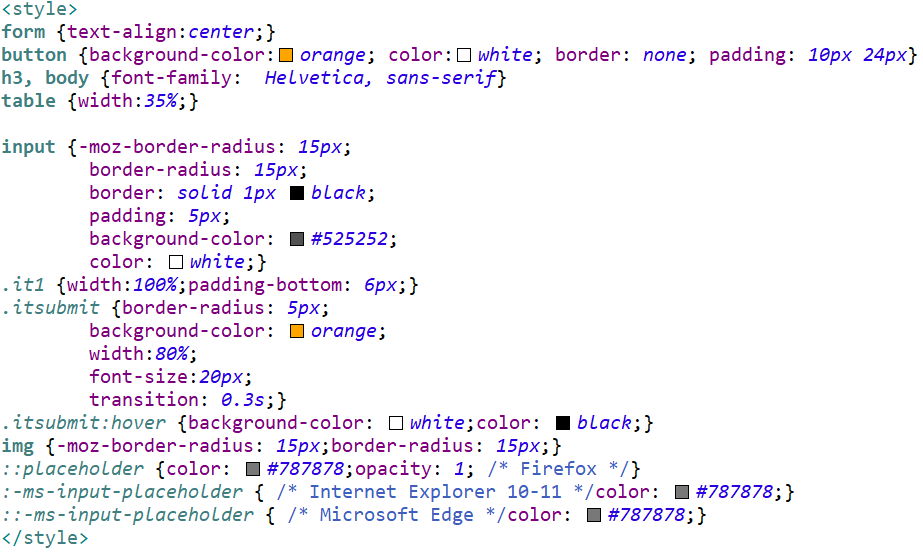 <style>
form {text-align:center;}
button {background-color: orange; color: white; border: none; padding: 10px 24px}
h3, body {font-family:  Helvetica, sans-serif}
table {width:35%;}

input {-moz-border-radius: 15px;
        border-radius: 15px;
        border: solid 1px black;
        padding: 5px;
        background-color: #525252;
        color: white;}
.it1 {width:100%;padding-bottom: 6px;}
.itsubmit {border-radius: 5px;
        background-color: orange;
        width:80%;
        font-size:20px;
        transition: 0.3s;}
.itsubmit:hover {background-color: white;color: black;}
img {-moz-border-radius: 15px;border-radius: 15px;}
::placeholder {color: #787878;opacity: 1; /* Firefox */}
:-ms-input-placeholder { /* Internet Explorer 10-11 */color: #787878;}
::-ms-input-placeholder { /* Microsoft Edge */color: #787878;}
</style>